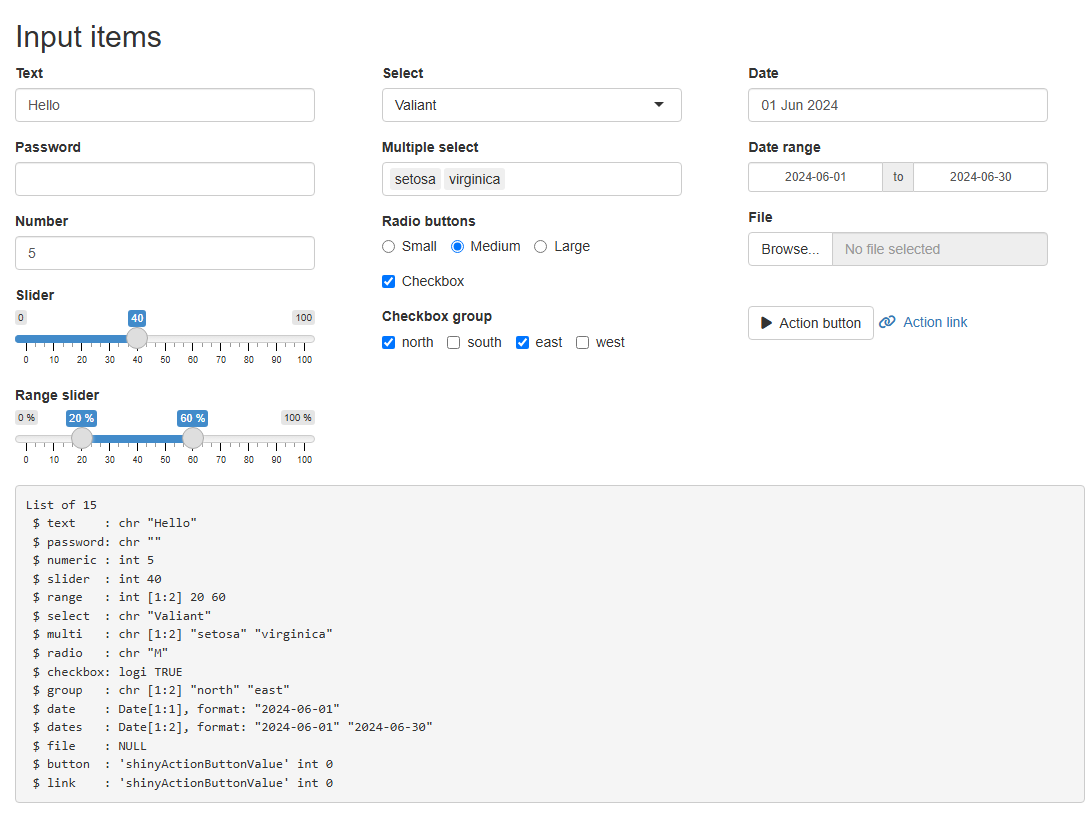 Input items
Text
Hello
Password
Number
5
Slider
0 40 100
0 10 20 30 40 50 60 70 80 90 100
Range slider
0 % 20 % 60 % 100 %
0 10 20 30 40 50 60 70 80 90 100
Select
Valiant
Multiple select
setosa virginica
Radio buttons
Small Medium Large
Checkbox
Checkbox group
north south east west
Date
01 Jun 2024
Date range
2024-06-01 to 2024-06-30
File
Browse... No file selected
Action button Action link
List of 15
 $ text    : chr "Hello"
 $ password: chr ""
 $ numeric : int 5
 $ slider  : int 40
 $ range   : int [1:2] 20 60
 $ select  : chr "Valiant"
 $ multi   : chr [1:2] "setosa" "virginica"
 $ radio   : chr "M"
 $ checkbox: logi TRUE
 $ group   : chr [1:2] "north" "east"
 $ date    : Date[1:1], format: "2024-06-01"
 $ dates   : Date[1:2], format: "2024-06-01" "2024-06-30"
 $ file    : NULL
 $ button  : 'shinyActionButtonValue' int 0
 $ link    : 'shinyActionButtonValue' int 0